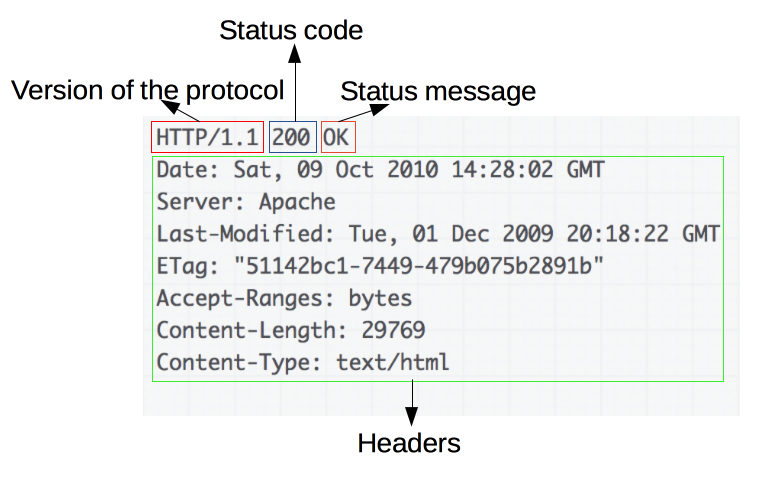 Status code
Version of the protocol
Status message
HTTP/1.1 200 OK
Date: Sat, 09 Oct 2010 14:28:02 GMT
Server: Apache
Last-Modified: Tue, 01 Dec 2009 20:18:22 GMT
ETag: "51142bc1-7449-479b075b2891b"
Accept-Ranges: bytes
Content-Length: 29769
Content-Type: text/html
Headers